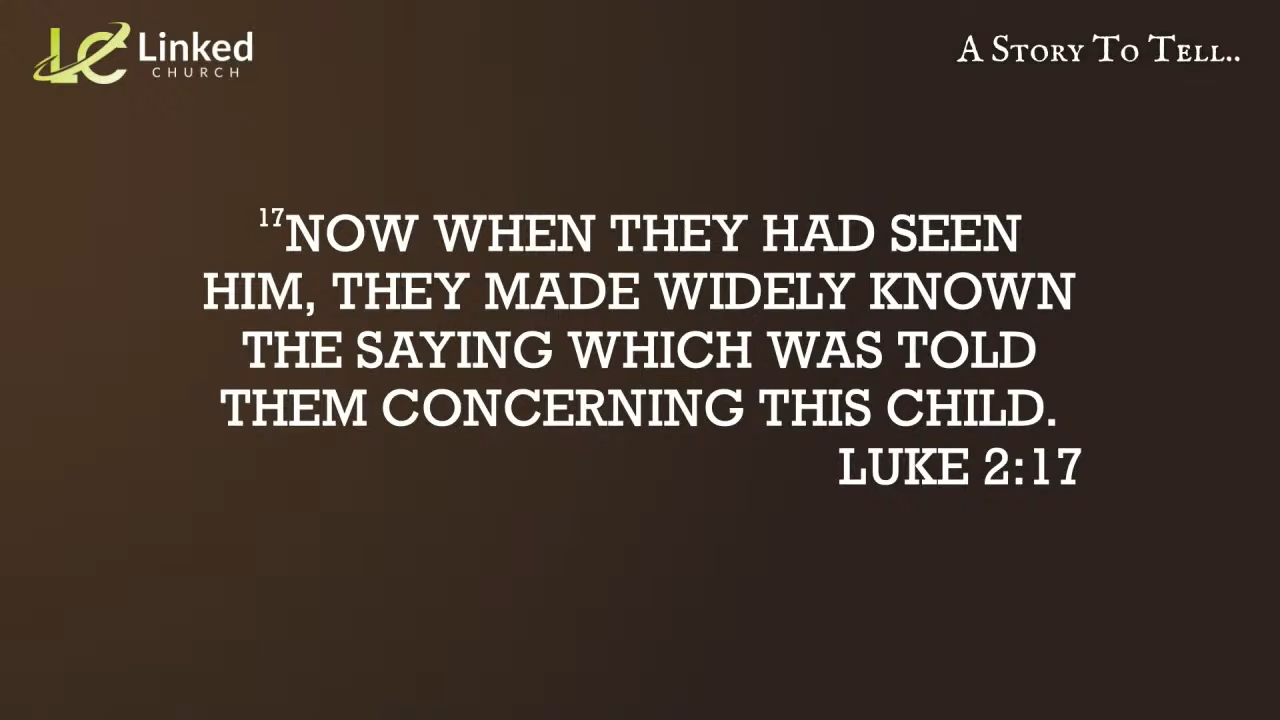 LC Linked
CHURCH
A Story To Tell..
17NOW WHEN THEY HAD SEEN
HIM, THEY MADE WIDELY KNOWN
THE SAYING WHICH WAS TOLD
THEM CONCERNING THIS CHILD.
LUKE 2:17